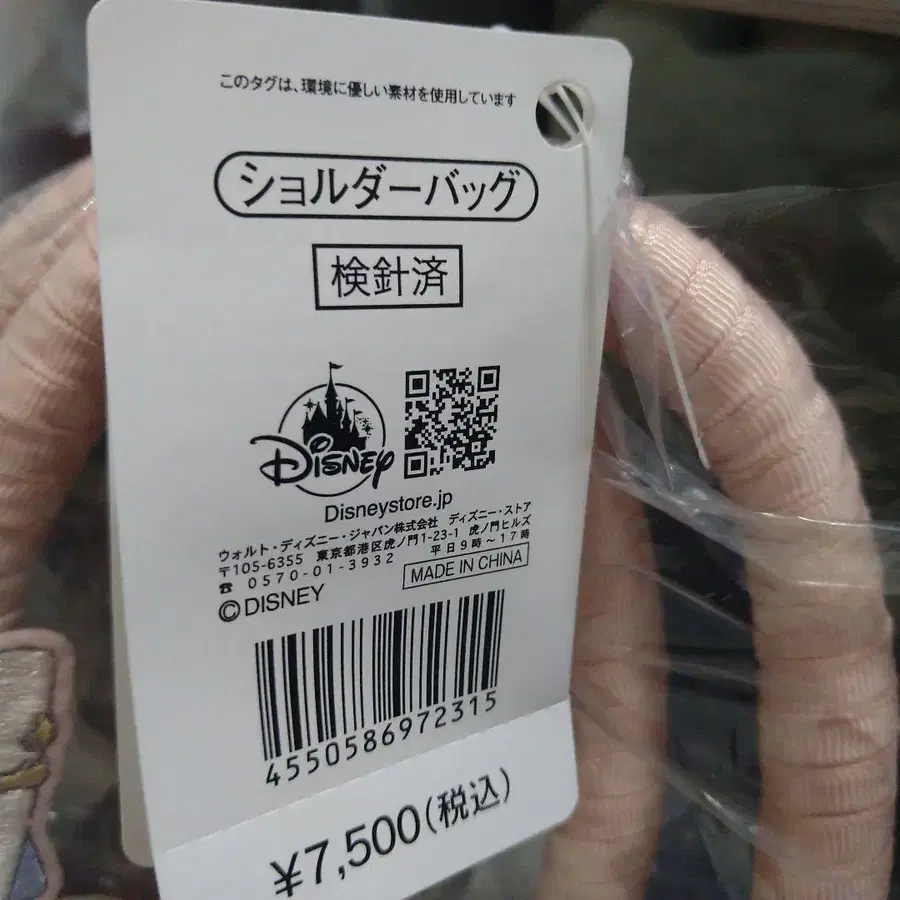 このタグは、環境に優しい素材を使用しています
ショルダーバッグ
検針済
Disney
Disneystore.jp
ウォルト・ディズニー・ジャパン株式会社 ディズニー・ストア
〒105-6355 東京都港区虎ノ門1-23-1 虎ノ門ヒルズ
☎ 0570-01-3932 平日9時〜17時
©DISNEY
MADE IN CHINA
4550586972315
¥7,500(税込)